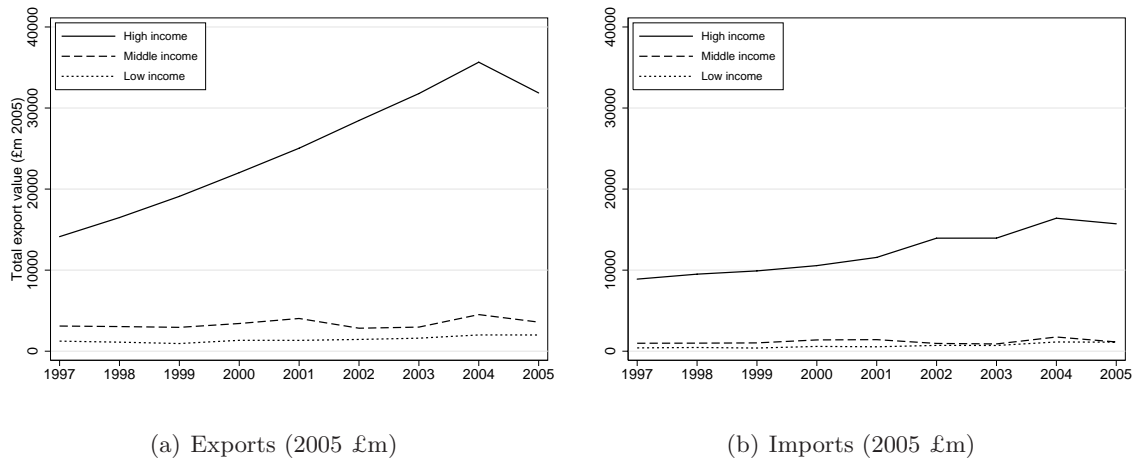 Total export value (£m 2005)
40000
30000
20000
10000
0
High income
Middle income
Low income
1997 1998 1999 2000 2001 2002 2003 2004 2005
(a) Exports (2005 £m)
40000
30000
20000
10000
0
High income
Middle income
Low income
1997 1998 1999 2000 2001 2002 2003 2004 2005
(b) Imports (2005 £m)